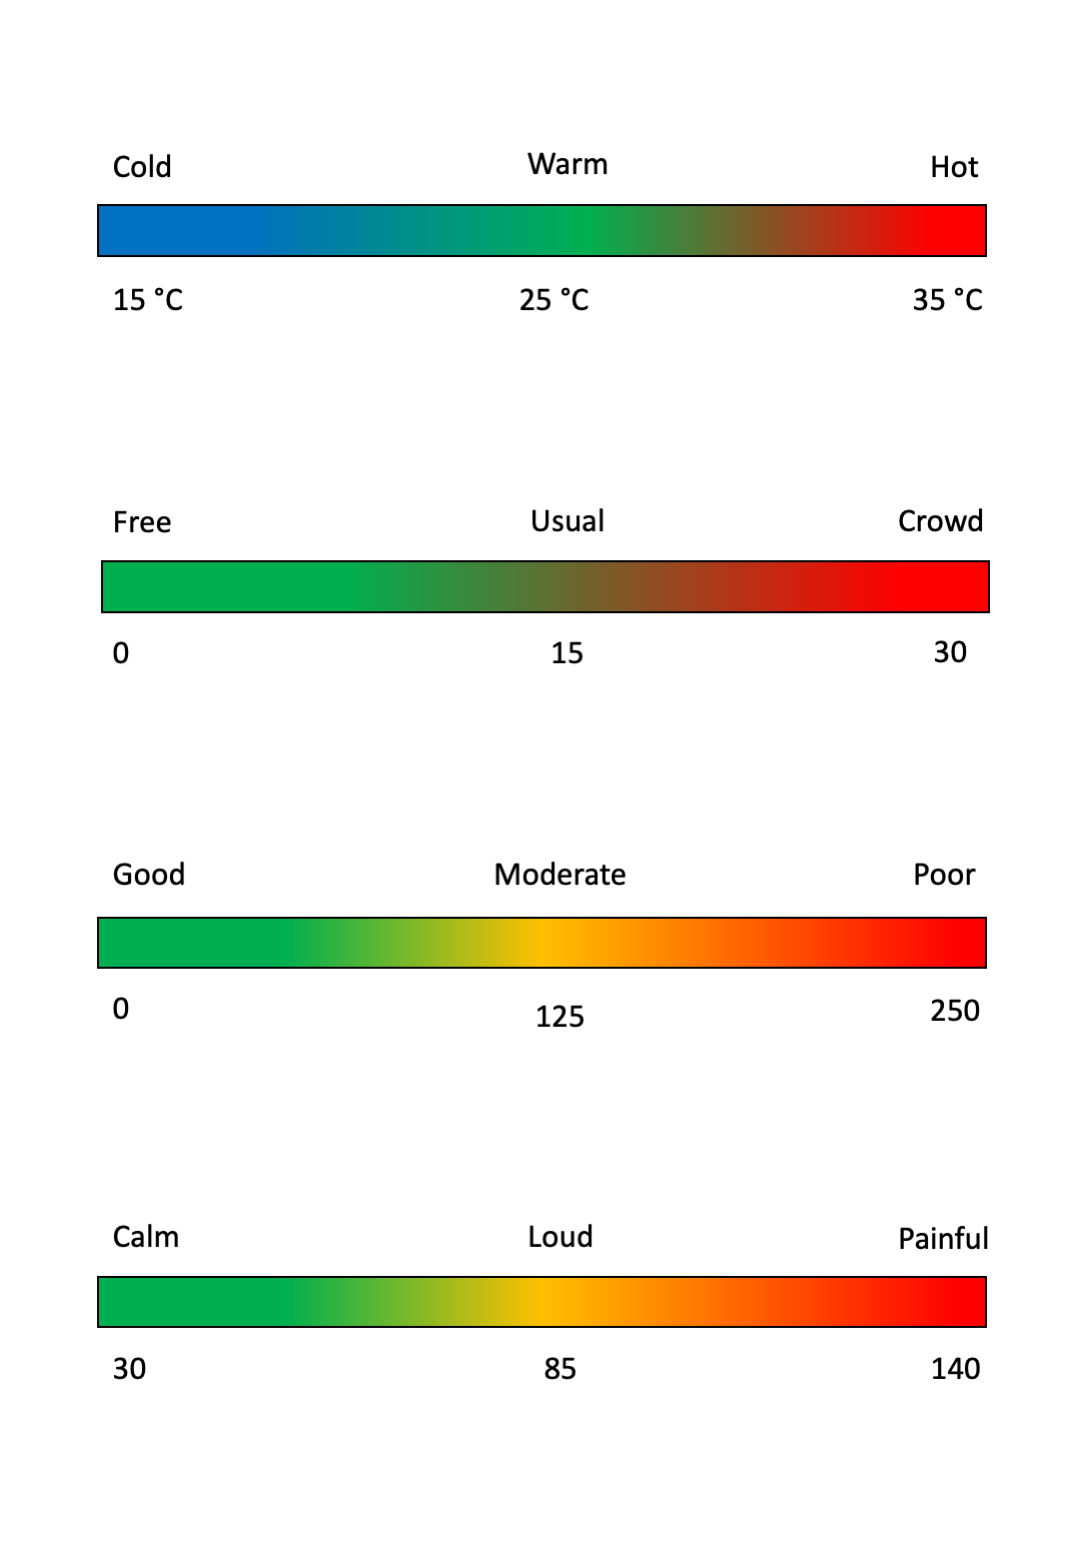 Cold Warm Hot
15 °C 25 °C 35 °C
Free Usual Crowd
0 15 30
Good Moderate Poor
0 125 250
Calm Loud Painful
30 85 140